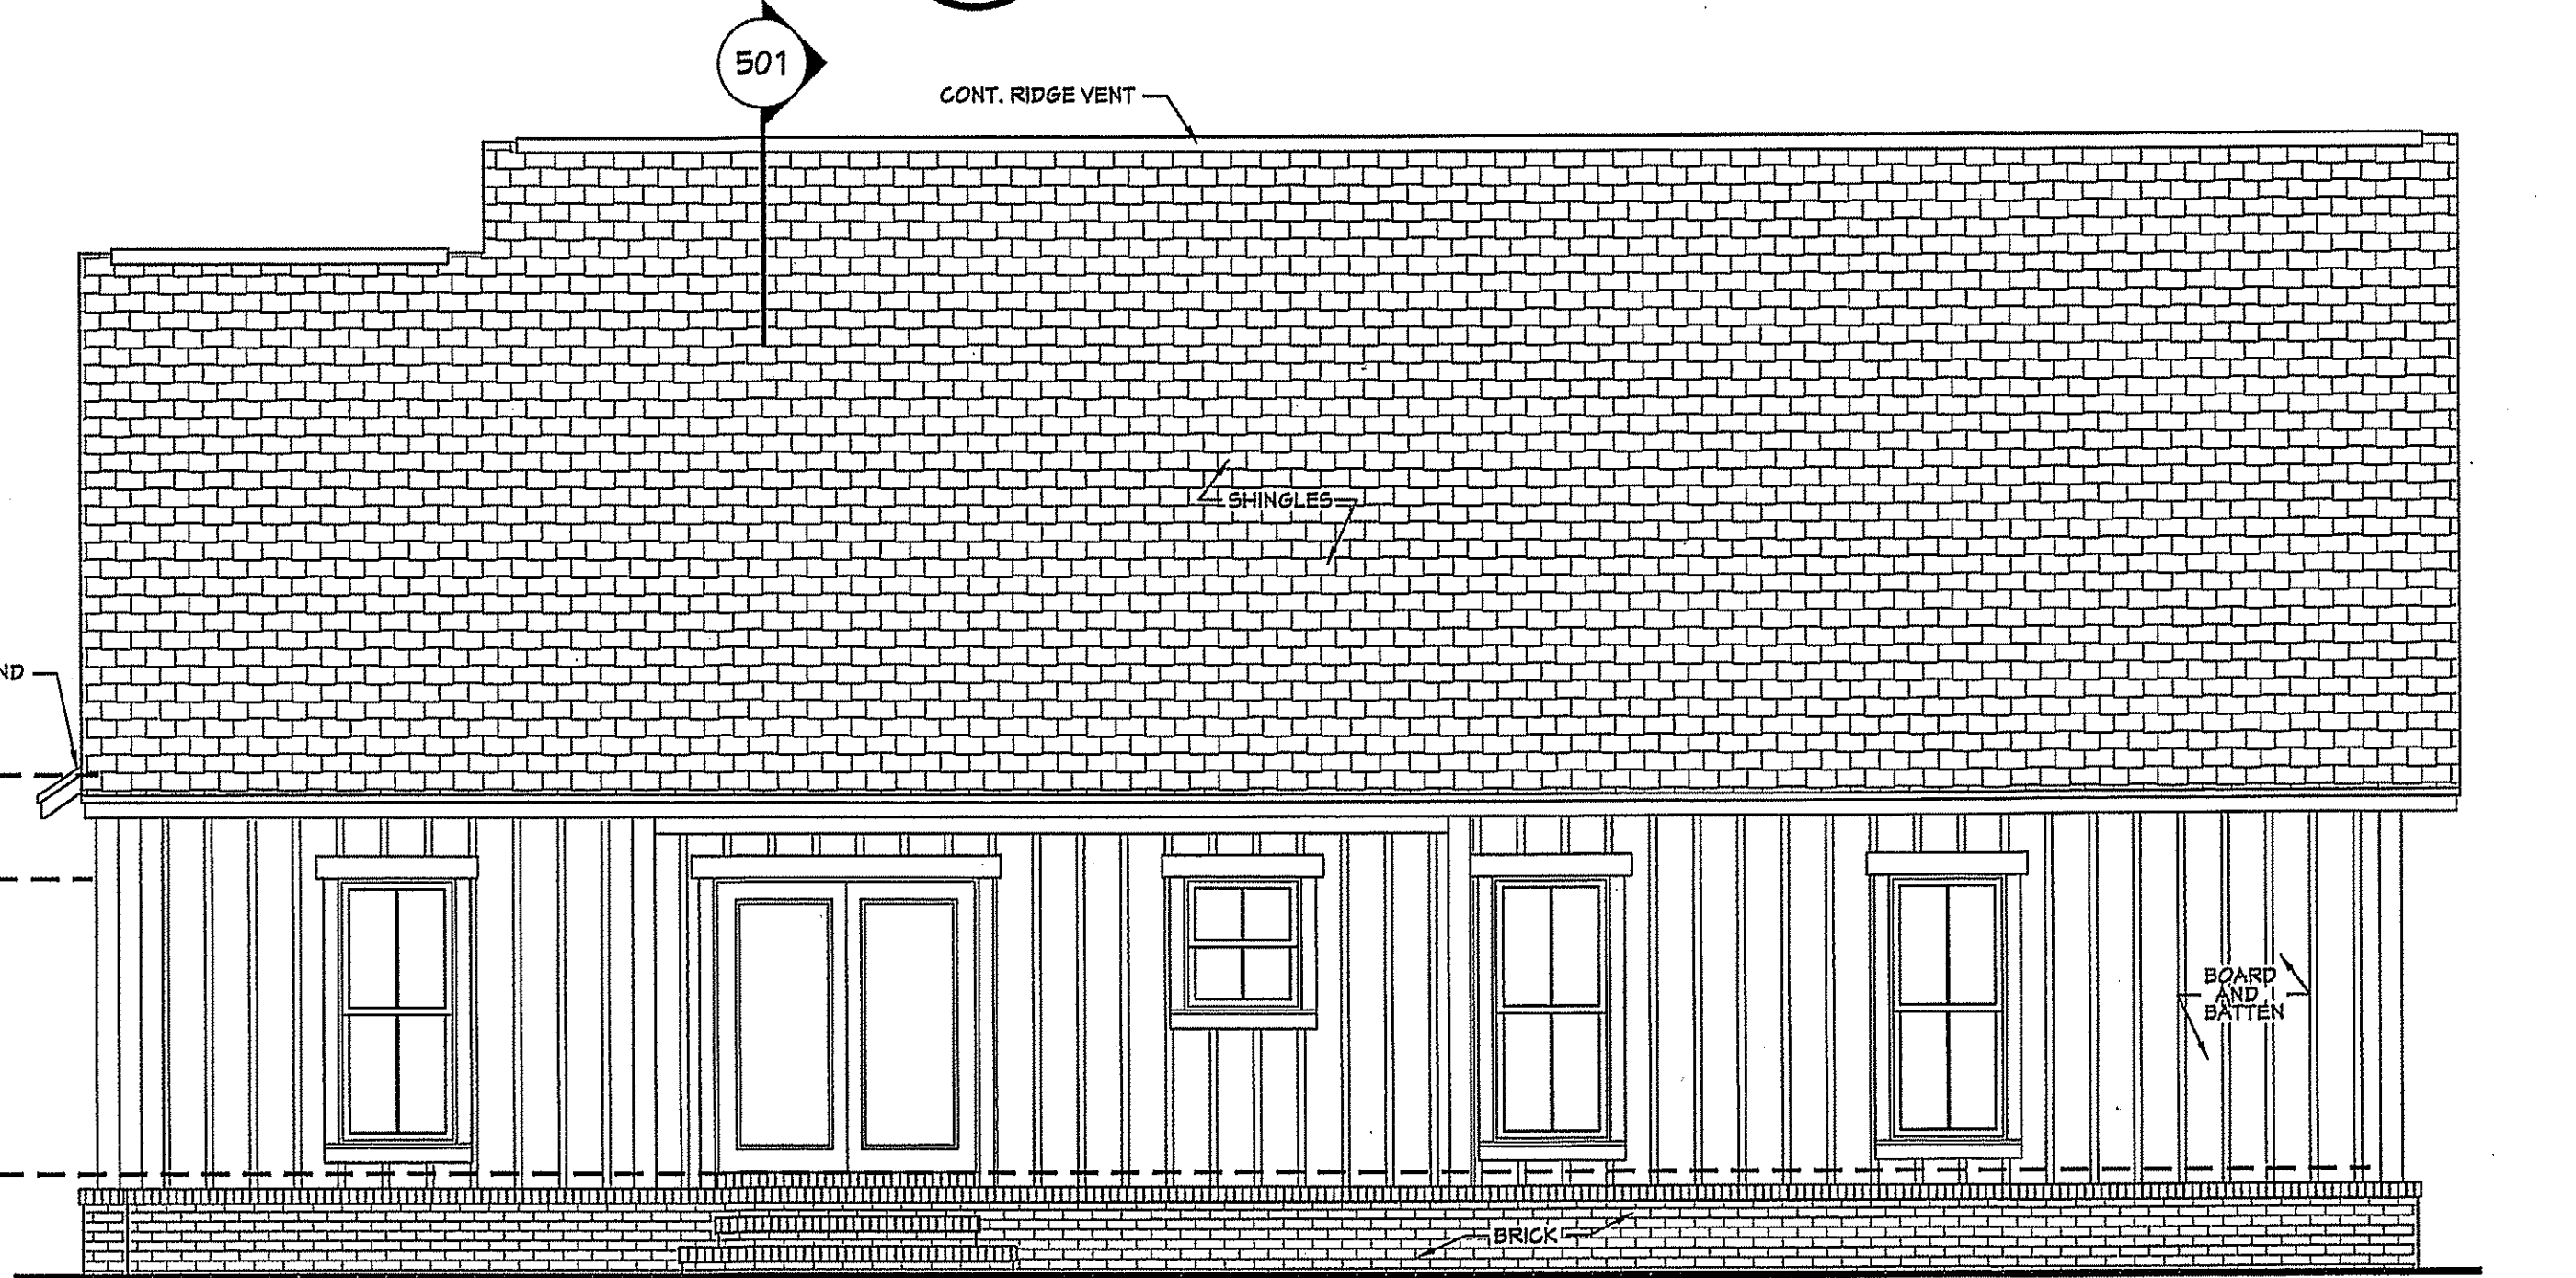 501
CONT. RIDGE VENT
SHINGLES
ND
BOARD
AND
BATTEN
BRICK